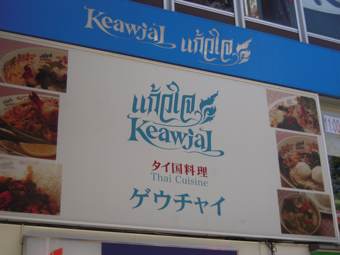 Keawjai แก้วใจ
แก้วใจ
Keawjai
タイ国料理
Thai Cuisine
ゲウチャイ